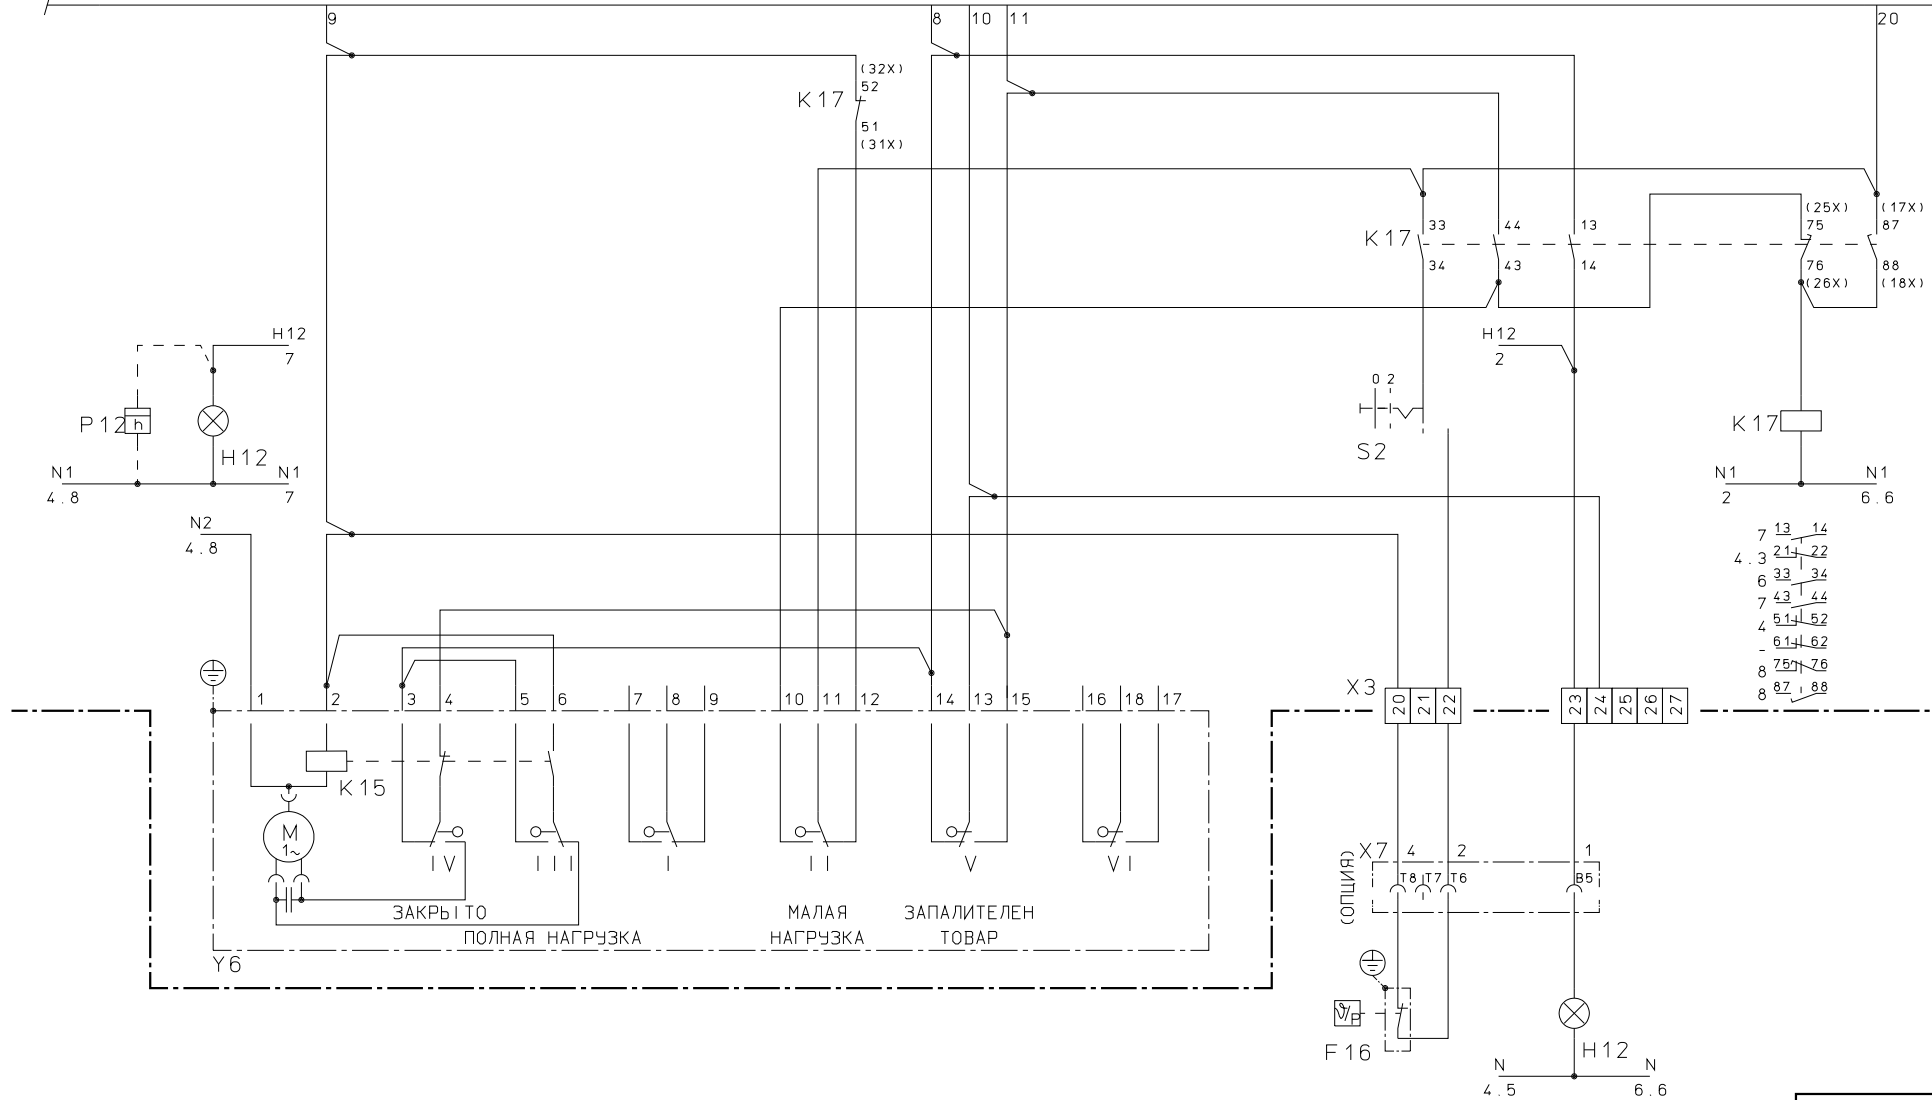 9
8
10
11
20
(32X)
52
K17
51
(31X)
(25X)
(17X)
33
44
13
75
87
K17
34
43
14
76
88
(26X)
(18X)
H12
7
H12
2
0 2
P12
h
H12
S2
K17
N1
N1
4.8
7
N1
N1
2
6.6
N2
4.8
7 13 14
4.3 21 22
6 33 34
7 43 44
4 51 52
- 61 62
8 75 76
8 87 88
1 2 3 4 5 6 7 8 9 10 11 12 14 13 15 16 18 17
X3
20 21 22
23 24 25 26 27
K15
M
1~
IV
III
I
II
V
VI
X7 4 2 1
(ОПЦИЯ)
T8 T7 T6 B5
ЗАКРЫТО
МАЛАЯ
ЗАПАЛИТЕЛЕН
ПОЛНАЯ НАГРУЗКА
НАГРУЗКА
ТОВАР
Y6
ϑ/P
F16
H12
N
N
4.5
6.6